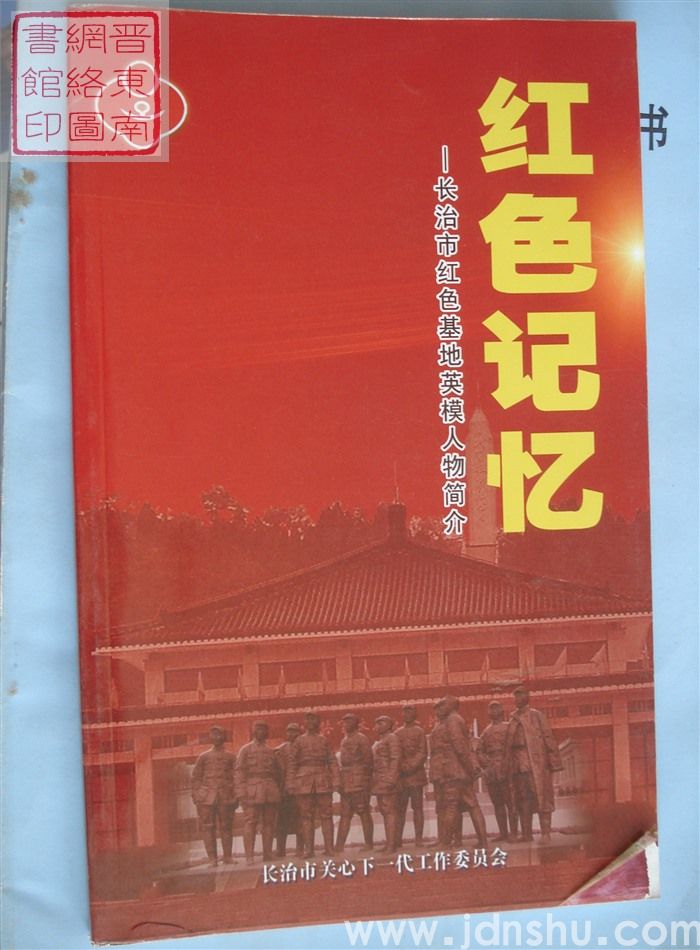 晋東南
網絡圖
書館印
红色记忆
—长治市红色基地英模人物简介
长治市关心下一代工作委员会
书
www.jdnshu.com